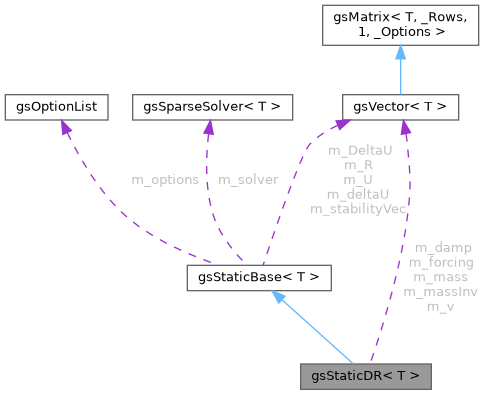 gsMatrix< T, _Rows,
1, _Options >
gsOptionList
gsSparseSolver< T >
gsVector< T >
m_options
m_solver
m_DeltaU
m_R
m_U
m_deltaU
m_stabilityVec
m_damp
m_forcing
m_mass
m_massInv
m_v
gsStaticBase< T >
gsStaticDR< T >